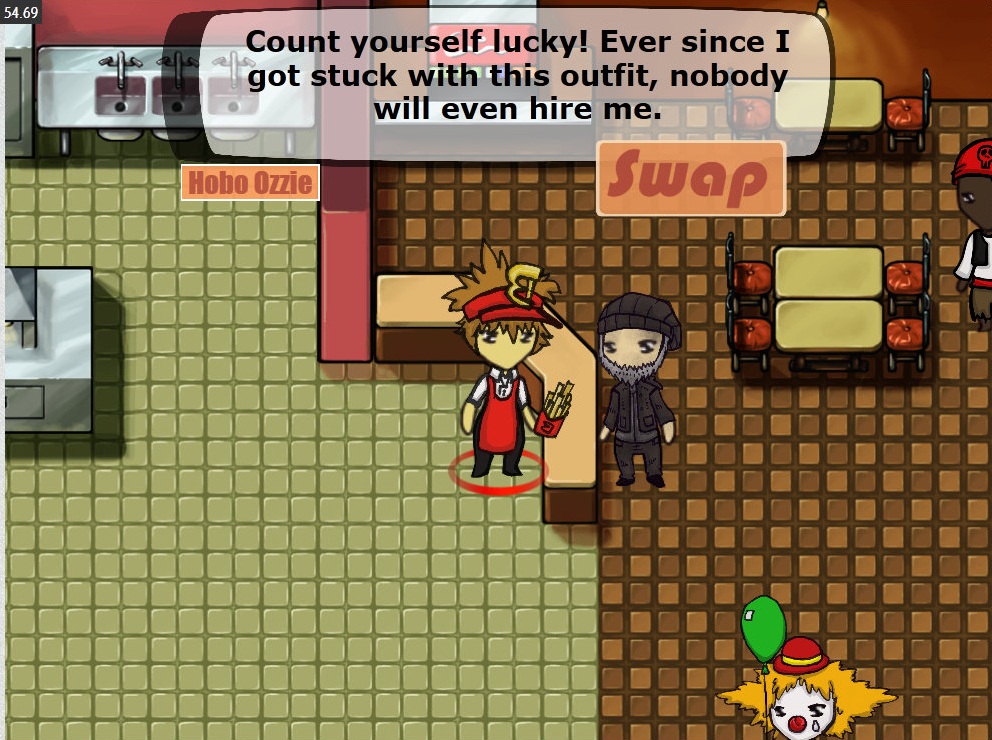 54.69
Count yourself lucky! Ever since I
got stuck with this outfit, nobody
will even hire me.
Hobo Ozzie
Swap